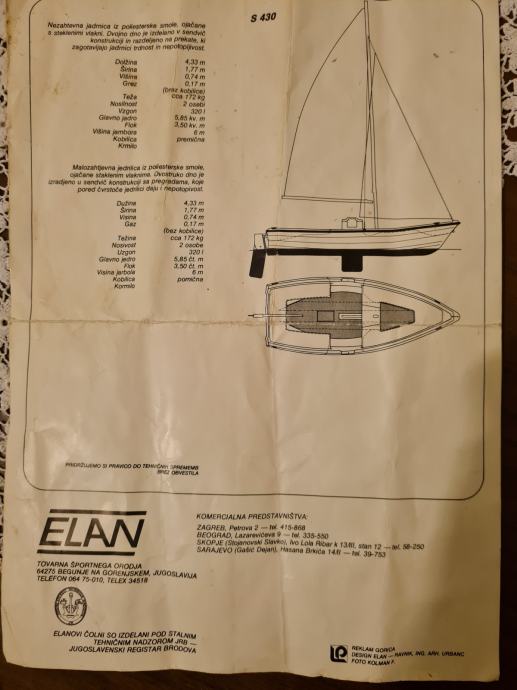 S 430
Nezahtevna jadrnica iz poliesterske smole, ojačane
s steklenimi vlakni. Dvojno dno je izdelano v sendvič
konstrukciji in razdeljeno na prekate, ki
zagotavljajo jadrnici trdnost in nepotopljivost.
Dolžina 4,33 m
Širina 1,77 m
Višina 0,74 m
Grez 0,17 m
(brez kobilice)
Teža cca 172 kg
Nosilnost 2 osebi
Vzgon 320 l
Glavno jadro 5,85 kv. m
Flok 3,50 kv. m
Višina jambora 6 m
Kobilica premična
Krmilo
Malozahtjevna jedrilica iz poliesterske smole,
ojačane staklenim vlaknima. Dvostruko dno je
izradjeno u sendvič konstrukciji sa pregradama, koje
pored čvrstoće jedrilici daju i nepotopivost.
Dužina 4,33 m
Širina 1,77 m
Visina 0,74 m
Gaz 0,17 m
(bez kobilice)
Težina cca 172 kg
Nosivost 2 osobe
Uzgon 320 l
Glavno jedro 5,85 čt. m
Flok 3,50 čt. m
Visina jarbola 6 m
Kobilica pomična
Kormilo
PRIDRŽUJEMO SI PRAVICO DO TEHNIČNIH SPREMEMB
BREZ OBVESTILA
ELAN
TOVARNA ŠPORTNEGA ORODJA
64275 BEGUNJE NA GORENJSKEM, JUGOSLAVIJA
TELEFON 064 75-010, TELEX 34518
KOMERCIALNA PREDSTAVNIŠTVA:
ZAGREB, Petrova 2 — tel. 415-868
BEOGRAD, Lazarevićeva 9 — tel. 335-550
SKOPJE (Stojanovski Slavko), Ivo Lola Ribar k 13/III, stan 12 — tel. 58-250
SARAJEVO (Gašić Dejan), Hasana Brkića 14/II — tel. 39-753
ELANOVI ČOLNI SO IZDELANI POD STALNIM
TEHNIČNIM NADZOROM JRB —
JUGOSLAVENSKI REGISTAR BRODOVA
REKLAM GORICA
DESIGN ELAN — RAVNIK, ING. ARH. URBANC
FOTO KOLMAN F.